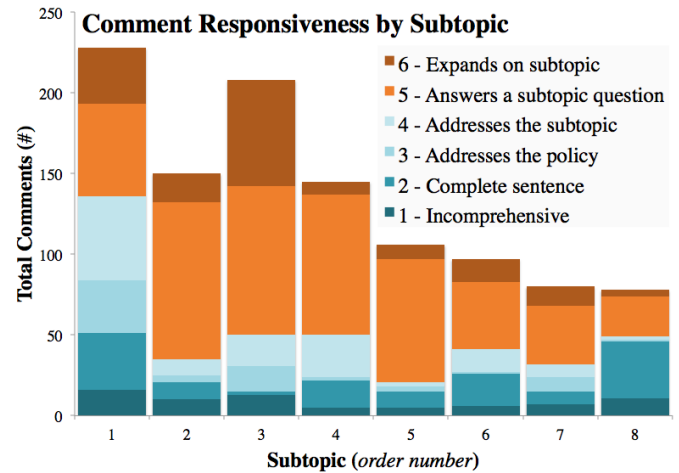 Comment Responsiveness by Subtopic
250
200
150
100
50
0
Total Comments (#)
6 - Expands on subtopic
5 - Answers a subtopic question
4 - Addresses the subtopic
3 - Addresses the policy
2 - Complete sentence
1 - Incomprehensive
1 2 3 4 5 6 7 8
Subtopic (order number)